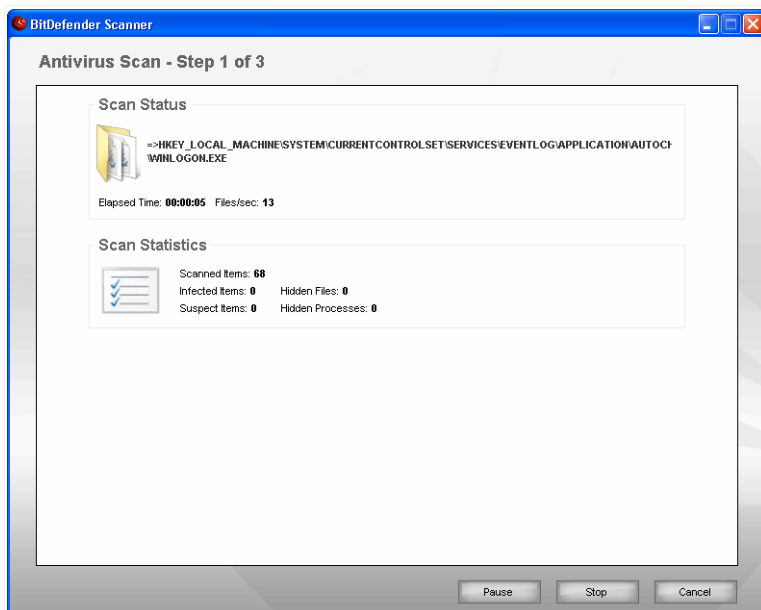 BitDefender Scanner
Antivirus Scan - Step 1 of 3
Scan Status
=>HKEY_LOCAL_MACHINE\SYSTEM\CURRENTCONTROLSET\SERVICES\EVENTLOG\APPLICATION\AUTOCH
\WINLOGON.EXE
Elapsed Time: 00:00:05 Files/sec: 13
Scan Statistics
Scanned Items: 68
Infected Items: 0 Hidden Files: 0
Suspect Items: 0 Hidden Processes: 0
Pause Stop Cancel